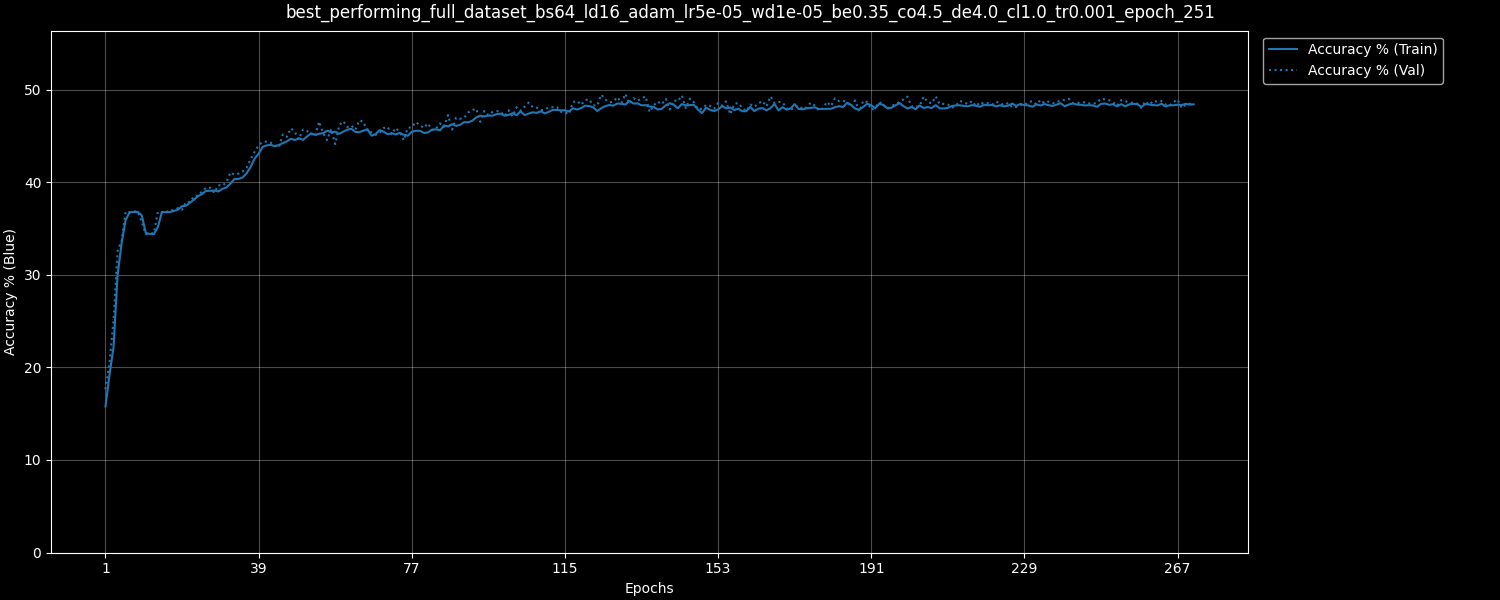 best_performing_full_dataset_bs64_ld16_adam_lr5e-05_wd1e-05_be0.35_co4.5_de4.0_cl1.0_tr0.001_epoch_251
Accuracy % (Train)
Accuracy % (Val)
Accuracy % (Blue)
50
40
30
20
10
0
1 39 77 115 153 191 229 267
Epochs